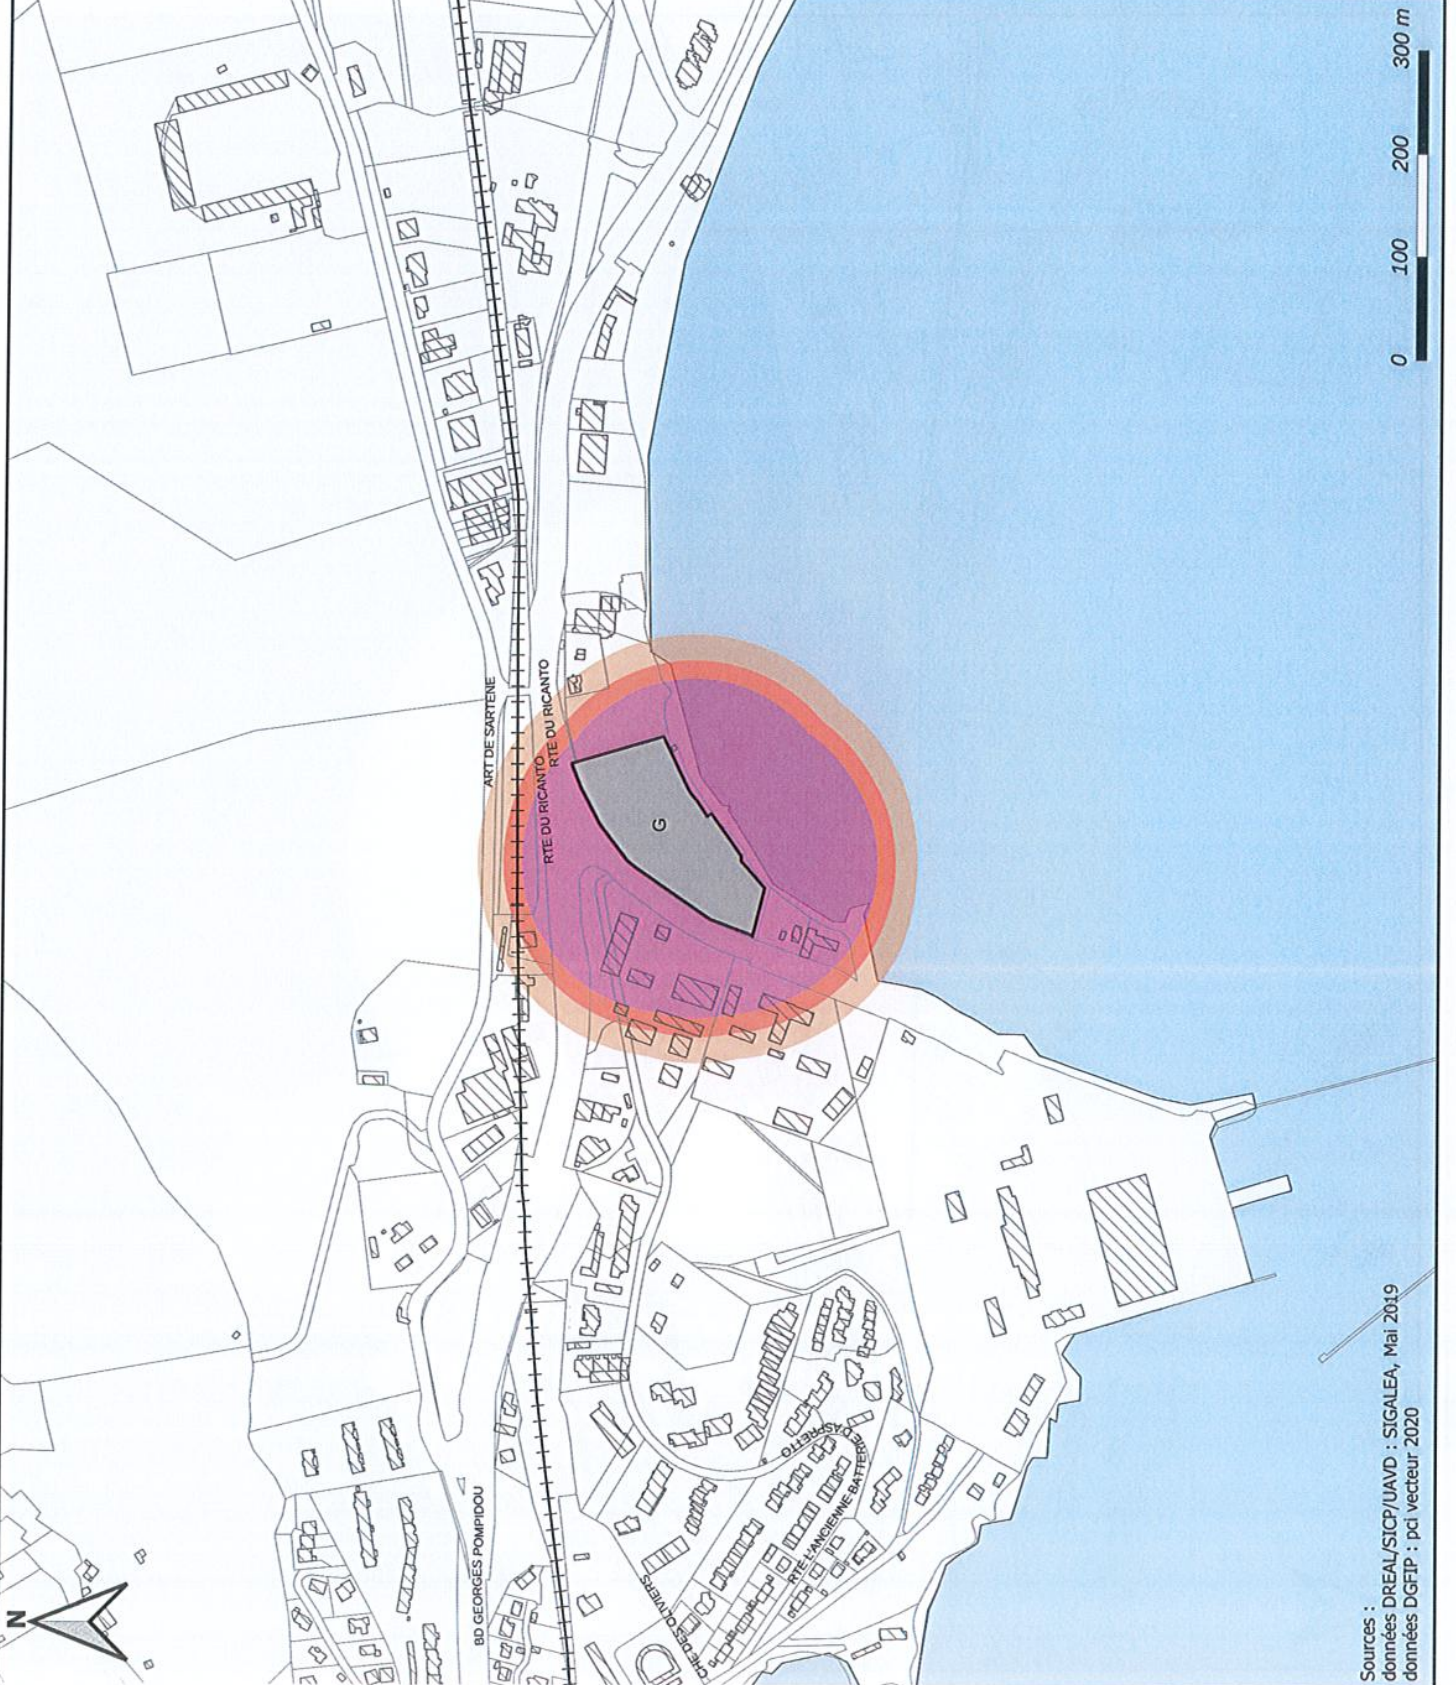 N
ART DE SARTENE
RTE DU RICANTO
RTE DU RICANTO
G
BD GEORGES POMPIDOU
CHE DES OLIVIERS
RTE L'ANCIENNE BATTERIE D'ASPRETTO
0 100 200 300 m
Sources :
données DREAL/SICP/UAVD : SIGALEA, Mai 2019
données DGFIP : pci vecteur 2020